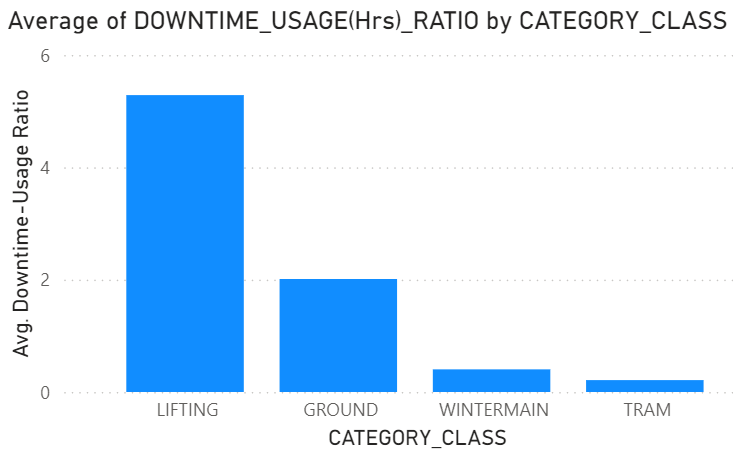 Average of DOWNTIME_USAGE(Hrs)_RATIO by CATEGORY_CLASS
Avg. Downtime-Usage Ratio
6
4
2
0
LIFTING GROUND WINTERMAIN TRAM
CATEGORY_CLASS